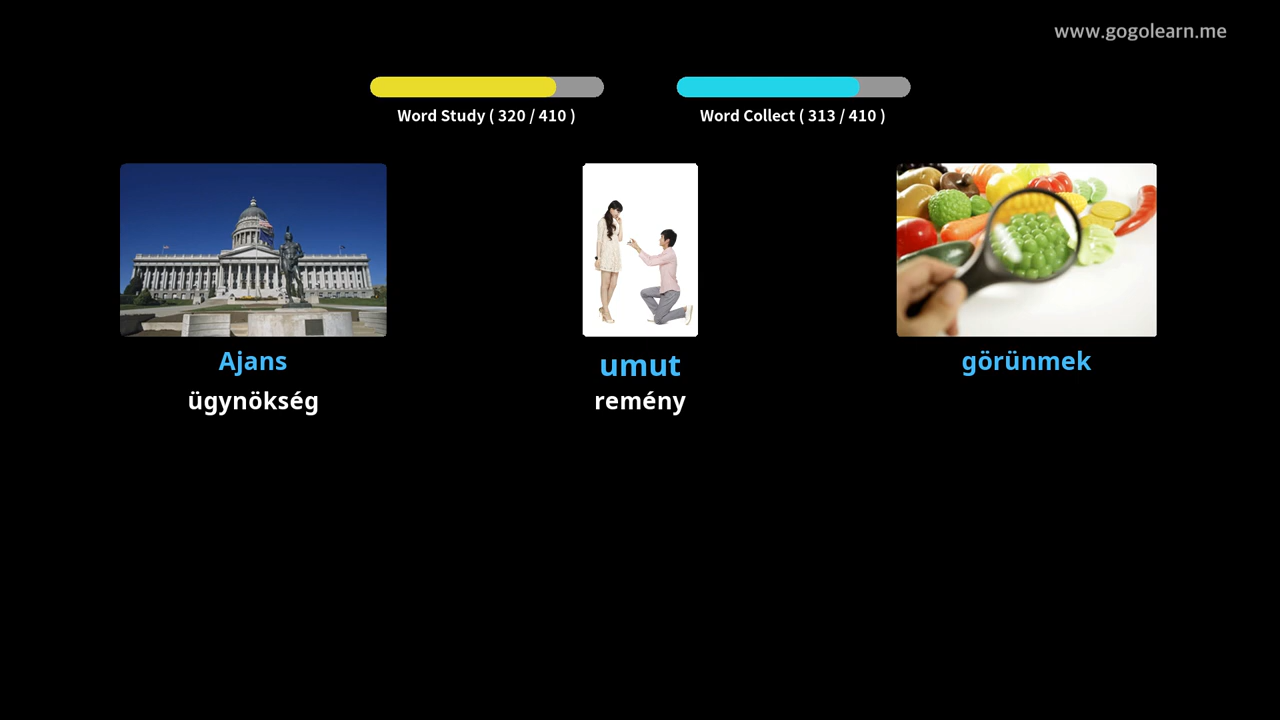 www.gogolearn.me
Word Study ( 320 / 410 )
Word Collect ( 313 / 410 )
Ajans
umut
görünmek
ügynökség
remény